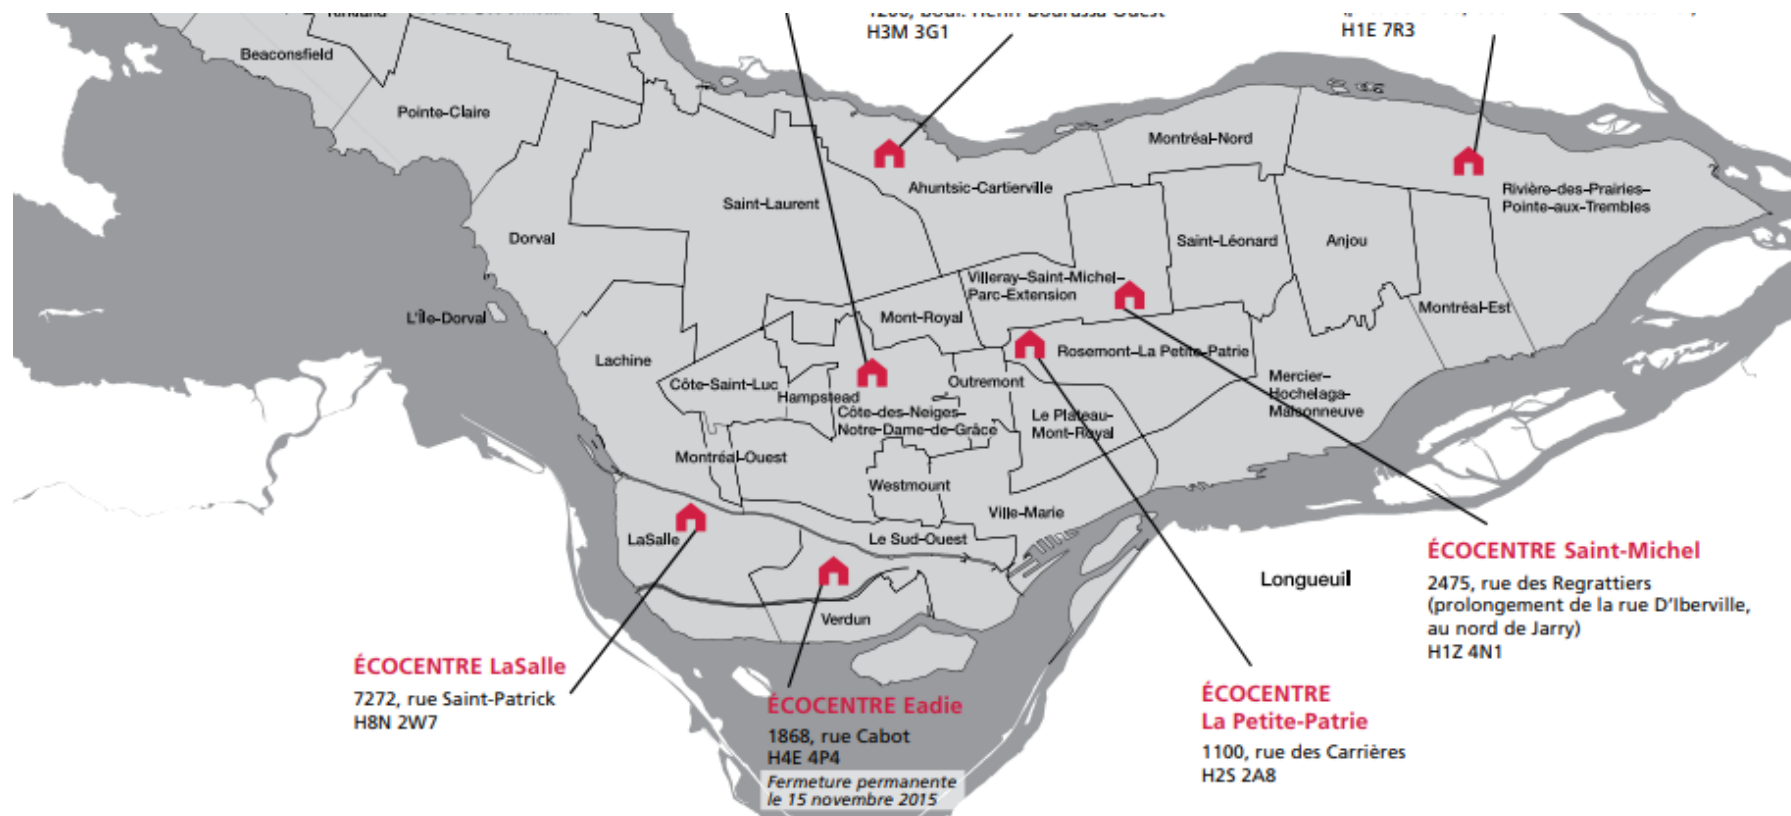 H3M 3G1
H1E 7R3
Beaconsfield
Pointe-Claire
Montréal-Nord
Ahuntsic-Cartierville
Rivière-des-Prairies–
Pointe-aux-Trembles
Saint-Laurent
Dorval
Saint-Léonard
Anjou
Villeray–Saint-Michel–
Parc-Extension
Montréal-Est
L'Île-Dorval
Mont-Royal
Lachine
Rosemont–La Petite-Patrie
Côte-Saint-Luc
Hampstead
Outremont
Mercier–
Hochelaga-
Maisonneuve
Côte-des-Neiges–
Notre-Dame-de-Grâce
Le Plateau-
Mont-Royal
Montréal-Ouest
Westmount
Ville-Marie
LaSalle
Le Sud-Ouest
Verdun
Longueuil
ÉCOCENTRE Saint-Michel
2475, rue des Regrattiers
(prolongement de la rue D'Iberville,
au nord de Jarry)
H1Z 4N1
ÉCOCENTRE LaSalle
7272, rue Saint-Patrick
H8N 2W7
ÉCOCENTRE Eadie
1868, rue Cabot
H4E 4P4
Fermeture permanente
le 15 novembre 2015
ÉCOCENTRE
La Petite-Patrie
1100, rue des Carrières
H2S 2A8